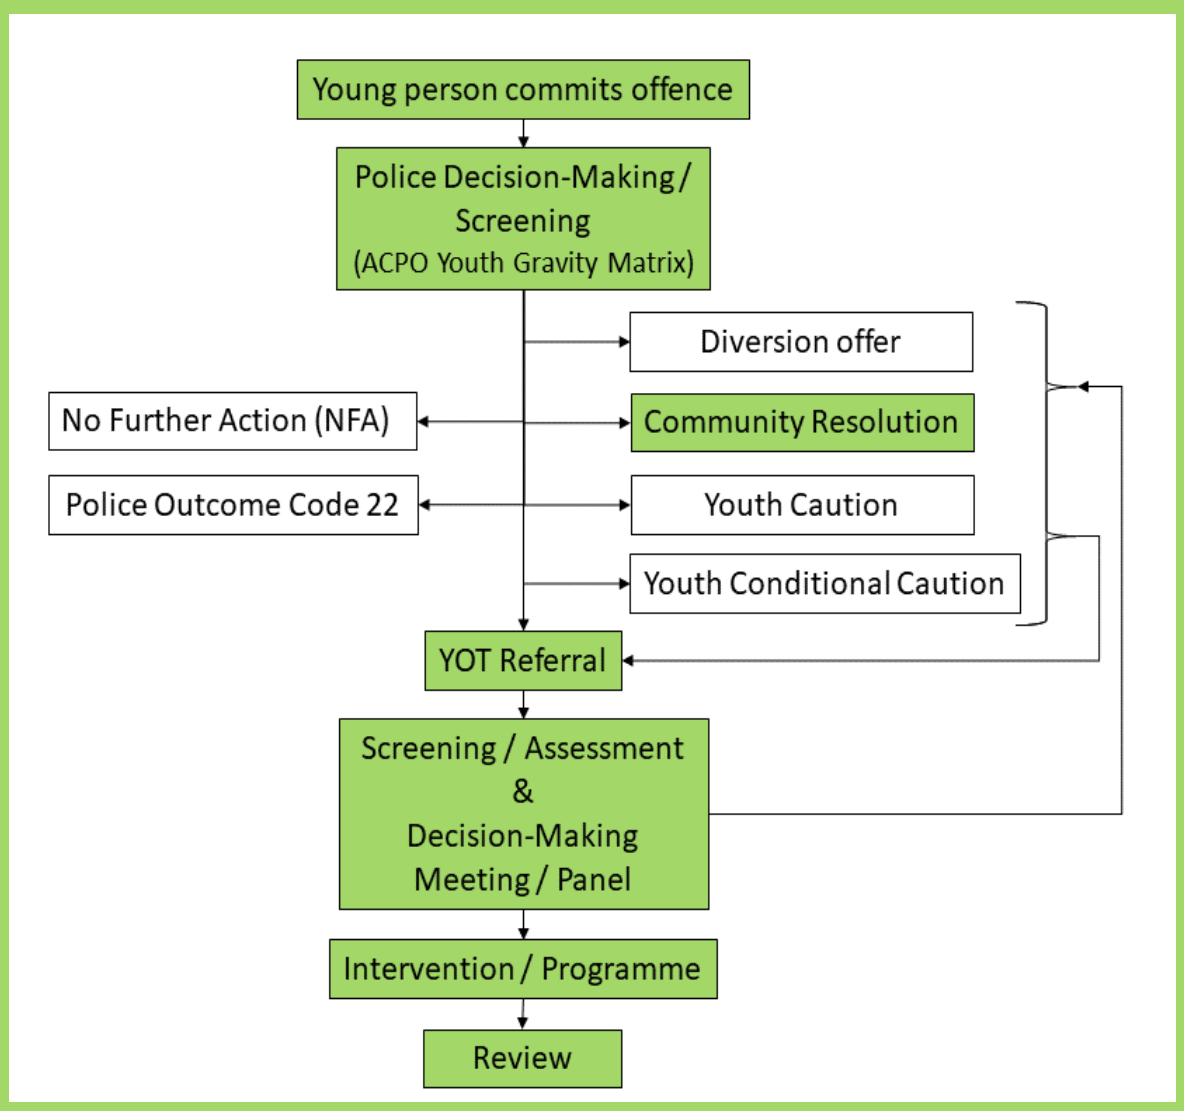 Young person commits offence
Police Decision-Making /
Screening
(ACPO Youth Gravity Matrix)
Diversion offer
No Further Action (NFA)
Community Resolution
Police Outcome Code 22
Youth Caution
Youth Conditional Caution
YOT Referral
Screening / Assessment
&
Decision-Making
Meeting / Panel
Intervention / Programme
Review